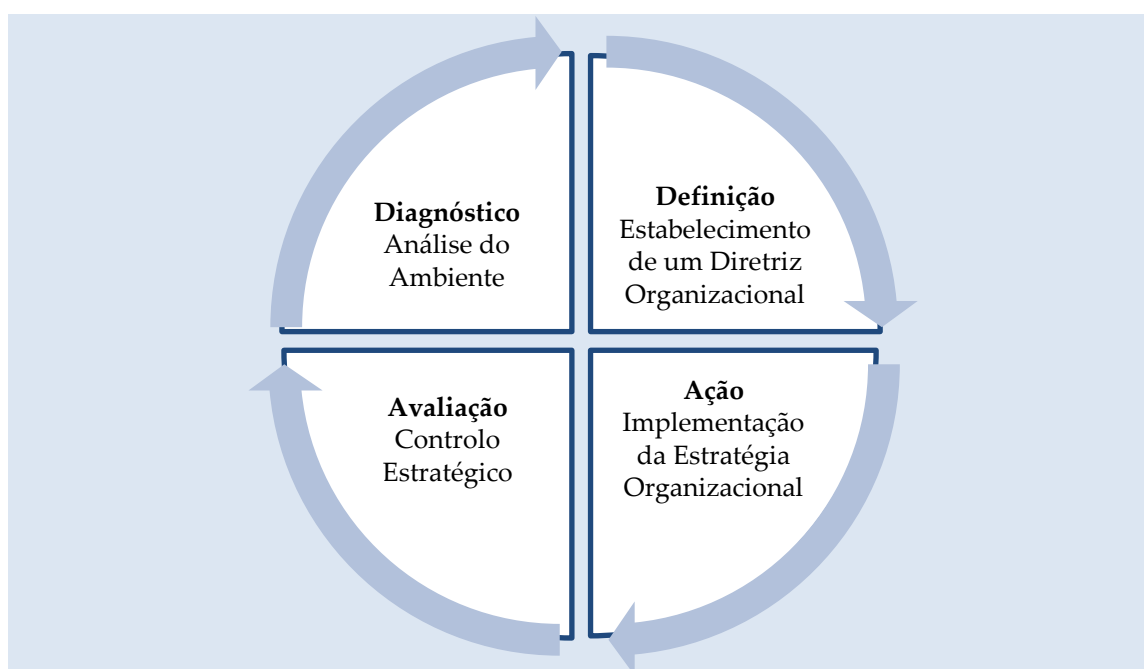 Diagnóstico
Análise do
Ambiente
Definição
Estabelecimento
de um Diretriz
Organizacional
Avaliação
Controlo
Estratégico
Ação
Implementação
da Estratégia
Organizacional